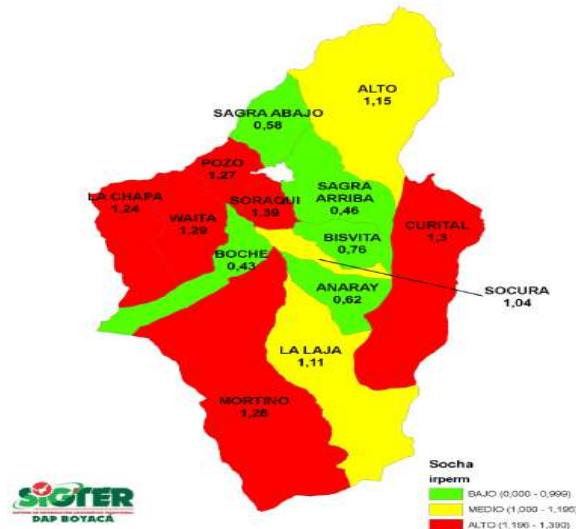 ALTO
1,15
SAGRA ABAJO
0,58
POZO
1,27
LA CHAPA
1,24
SAGRA
ARRIBA
0,46
SORAQUI
1,39
WAITA
1,29
CURITAL
1,3
BISVITA
0,76
BOCHE
0,43
SOCURA
1,04
ANARAY
0,62
LA LAJA
1,11
MORTINO
1,28
Socha
irperm
BAJO (0,000 - 0,999)
MEDIO (1,000 - 1,195)
ALTO (1,196 - 1,390)
SIGTER
DAP BOYACÁ